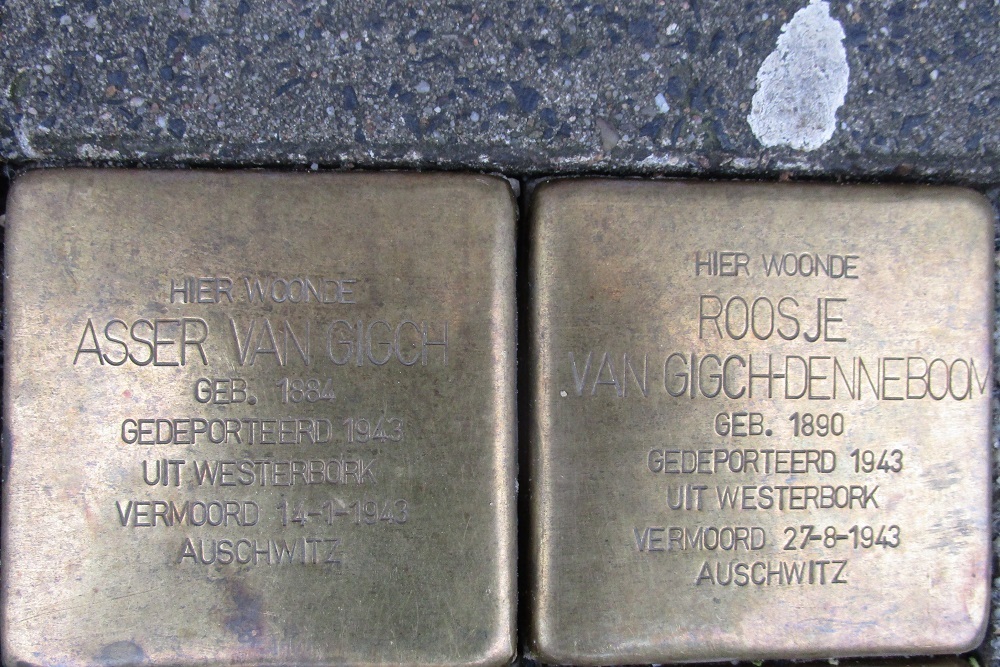 HIER WOONDE
ASSER VAN GIGCH
GEB. 1884
GEDEPORTEERD 1943
UIT WESTERBORK
VERMOORD 14-1-1943
AUSCHWITZ
HIER WOONDE
ROOSJE
VAN GIGCH-DENNEBOOM
GEB. 1890
GEDEPORTEERD 1943
UIT WESTERBORK
VERMOORD 27-8-1943
AUSCHWITZ